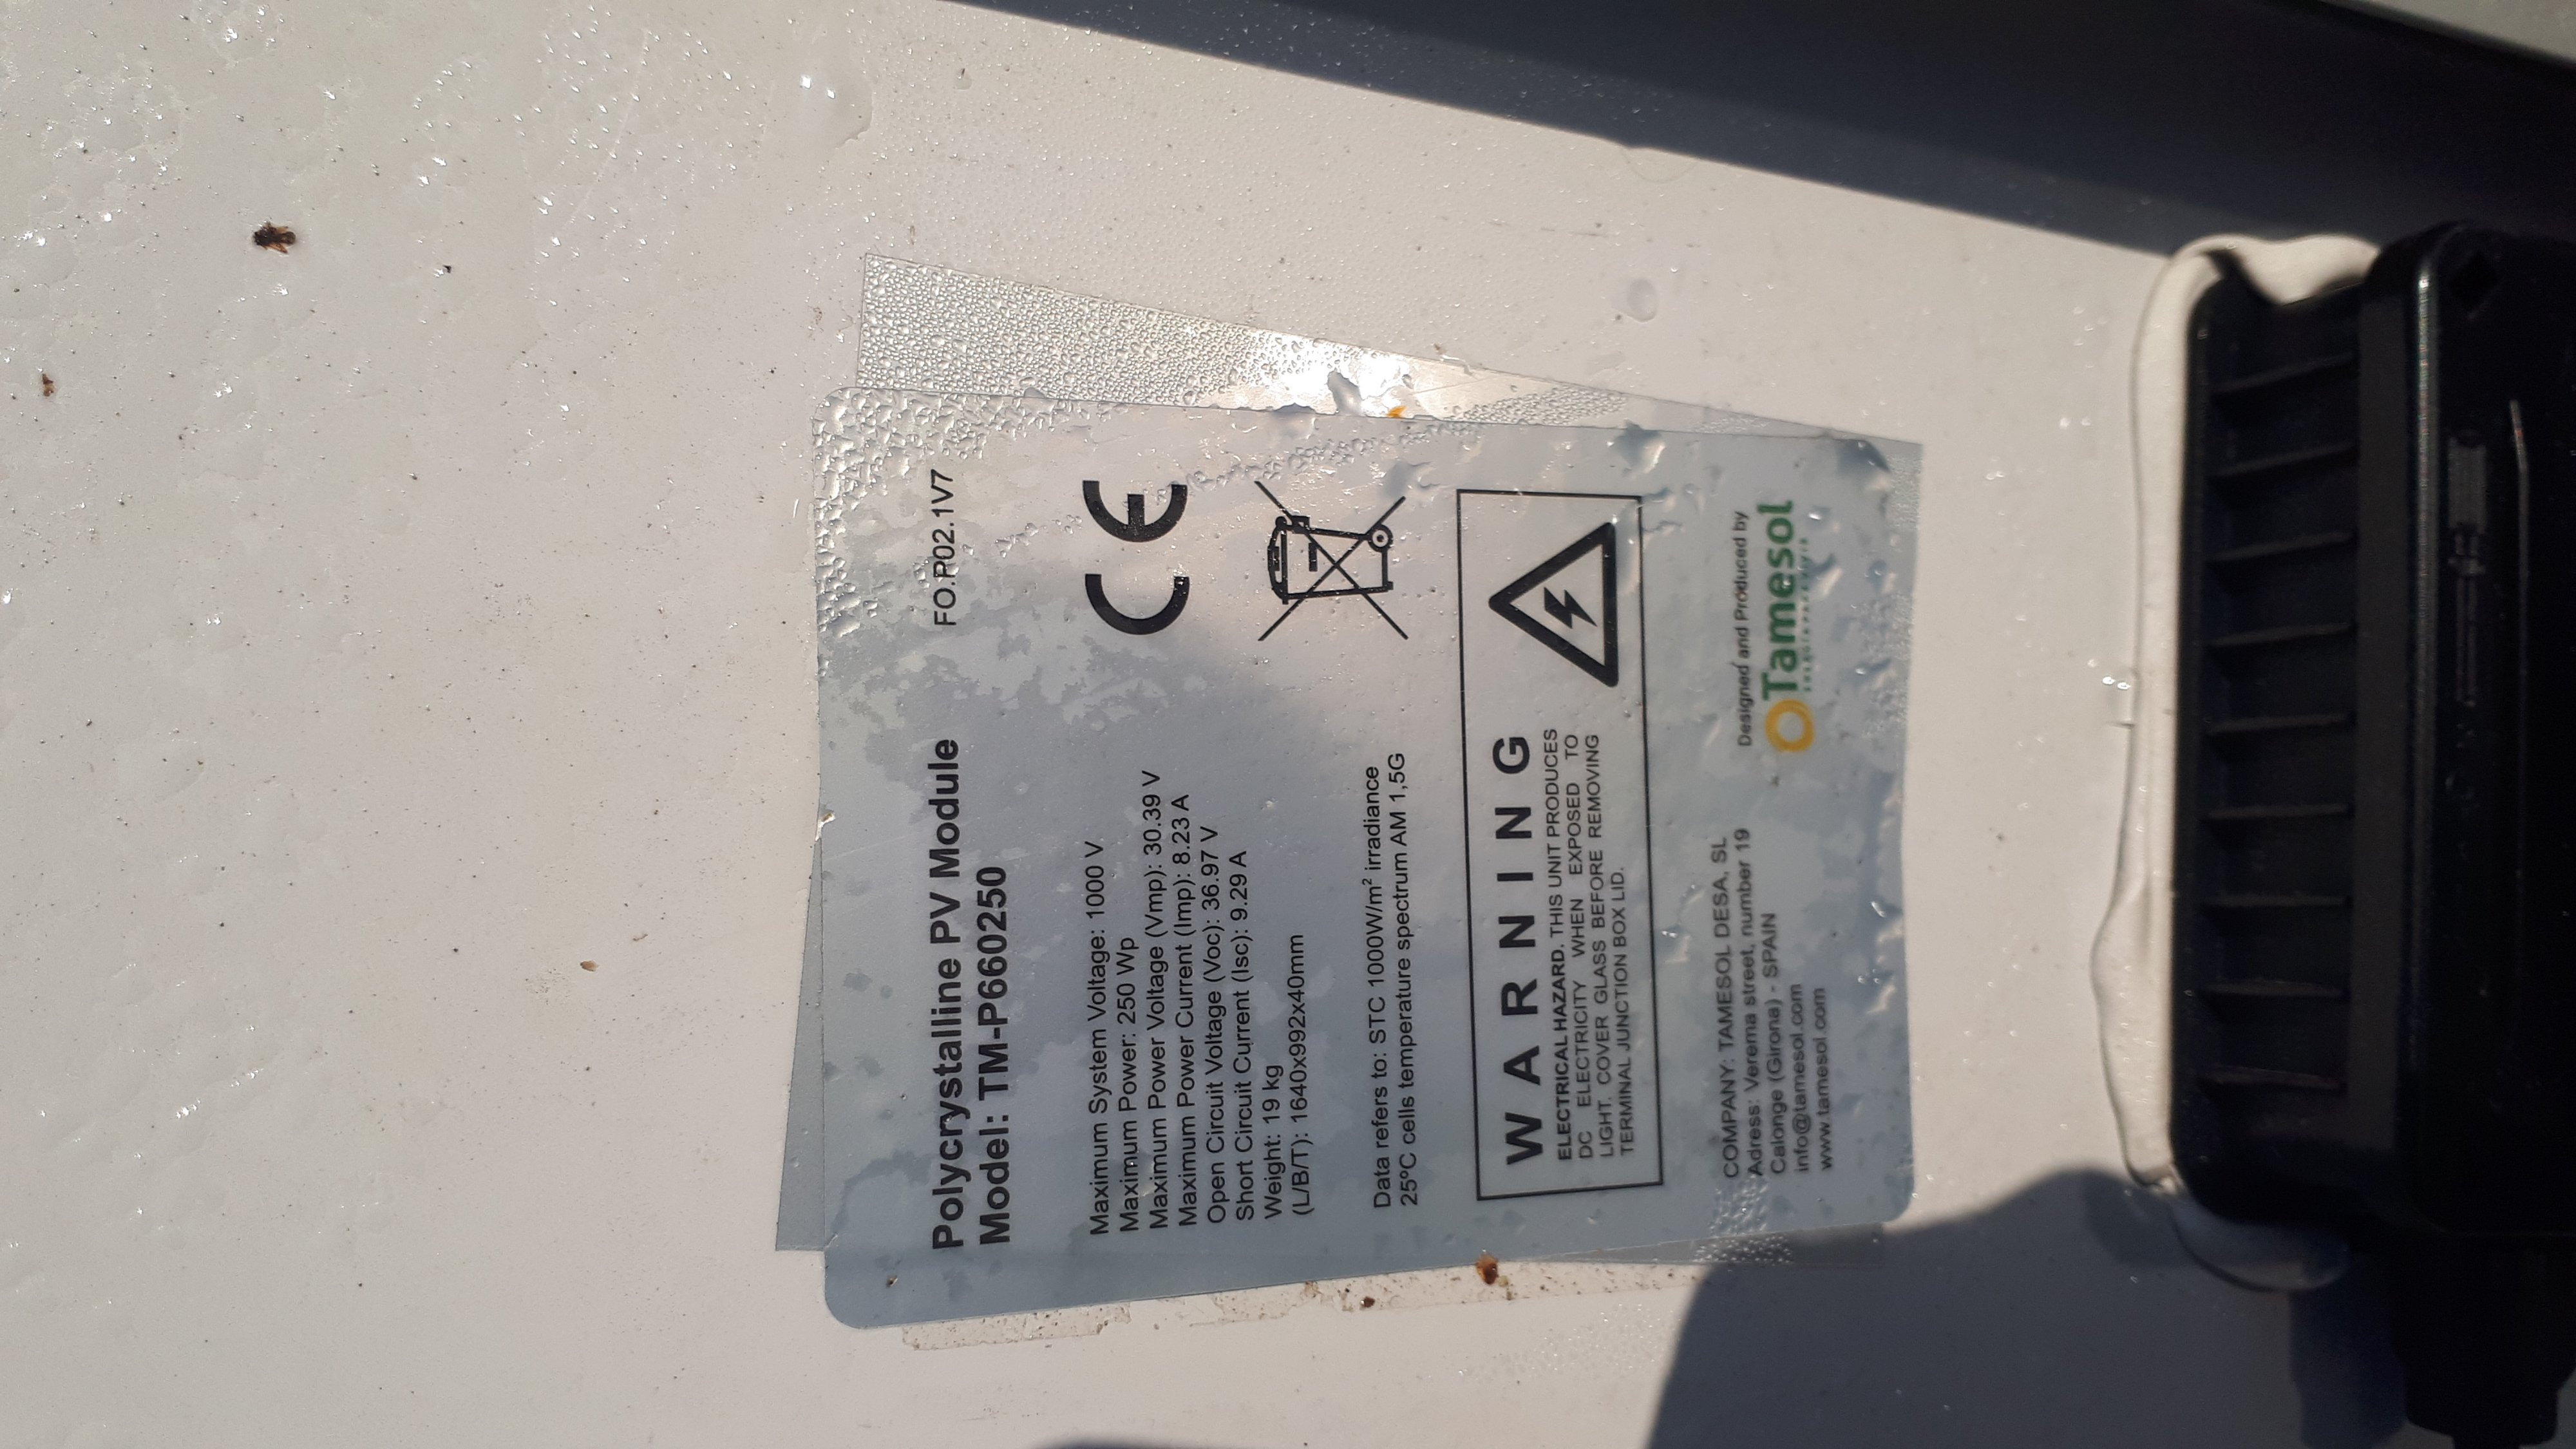 Polycrystalline PV Module FO.P02.1V7
Model: TM-P660250
Maximum System Voltage: 1000 V
Maximum Power: 250 Wp
Maximum Power Voltage (Vmp): 30.39 V
Maximum Power Current (Imp): 8.23 A
Open Circuit Voltage (Voc): 36.97 V
Short Circuit Current (Isc): 9.29 A
Weight: 19 kg
(L/B/T): 1640x992x40mm
CE
Data refers to: STC 1000W/m² irradiance
25ºC cells temperature spectrum AM 1,5G
WARNING
ELECTRICAL HAZARD. THIS UNIT PRODUCES
DC ELECTRICITY WHEN EXPOSED TO
LIGHT. COVER GLASS BEFORE REMOVING
TERMINAL JUNCTION BOX LID.
COMPANY: TAMESOL DESA, SL
Adress: Verema street, number 19
Calonge (Girona) - SPAIN
info@tamesol.com
www.tamesol.com
Designed and Produced by
Tamesol